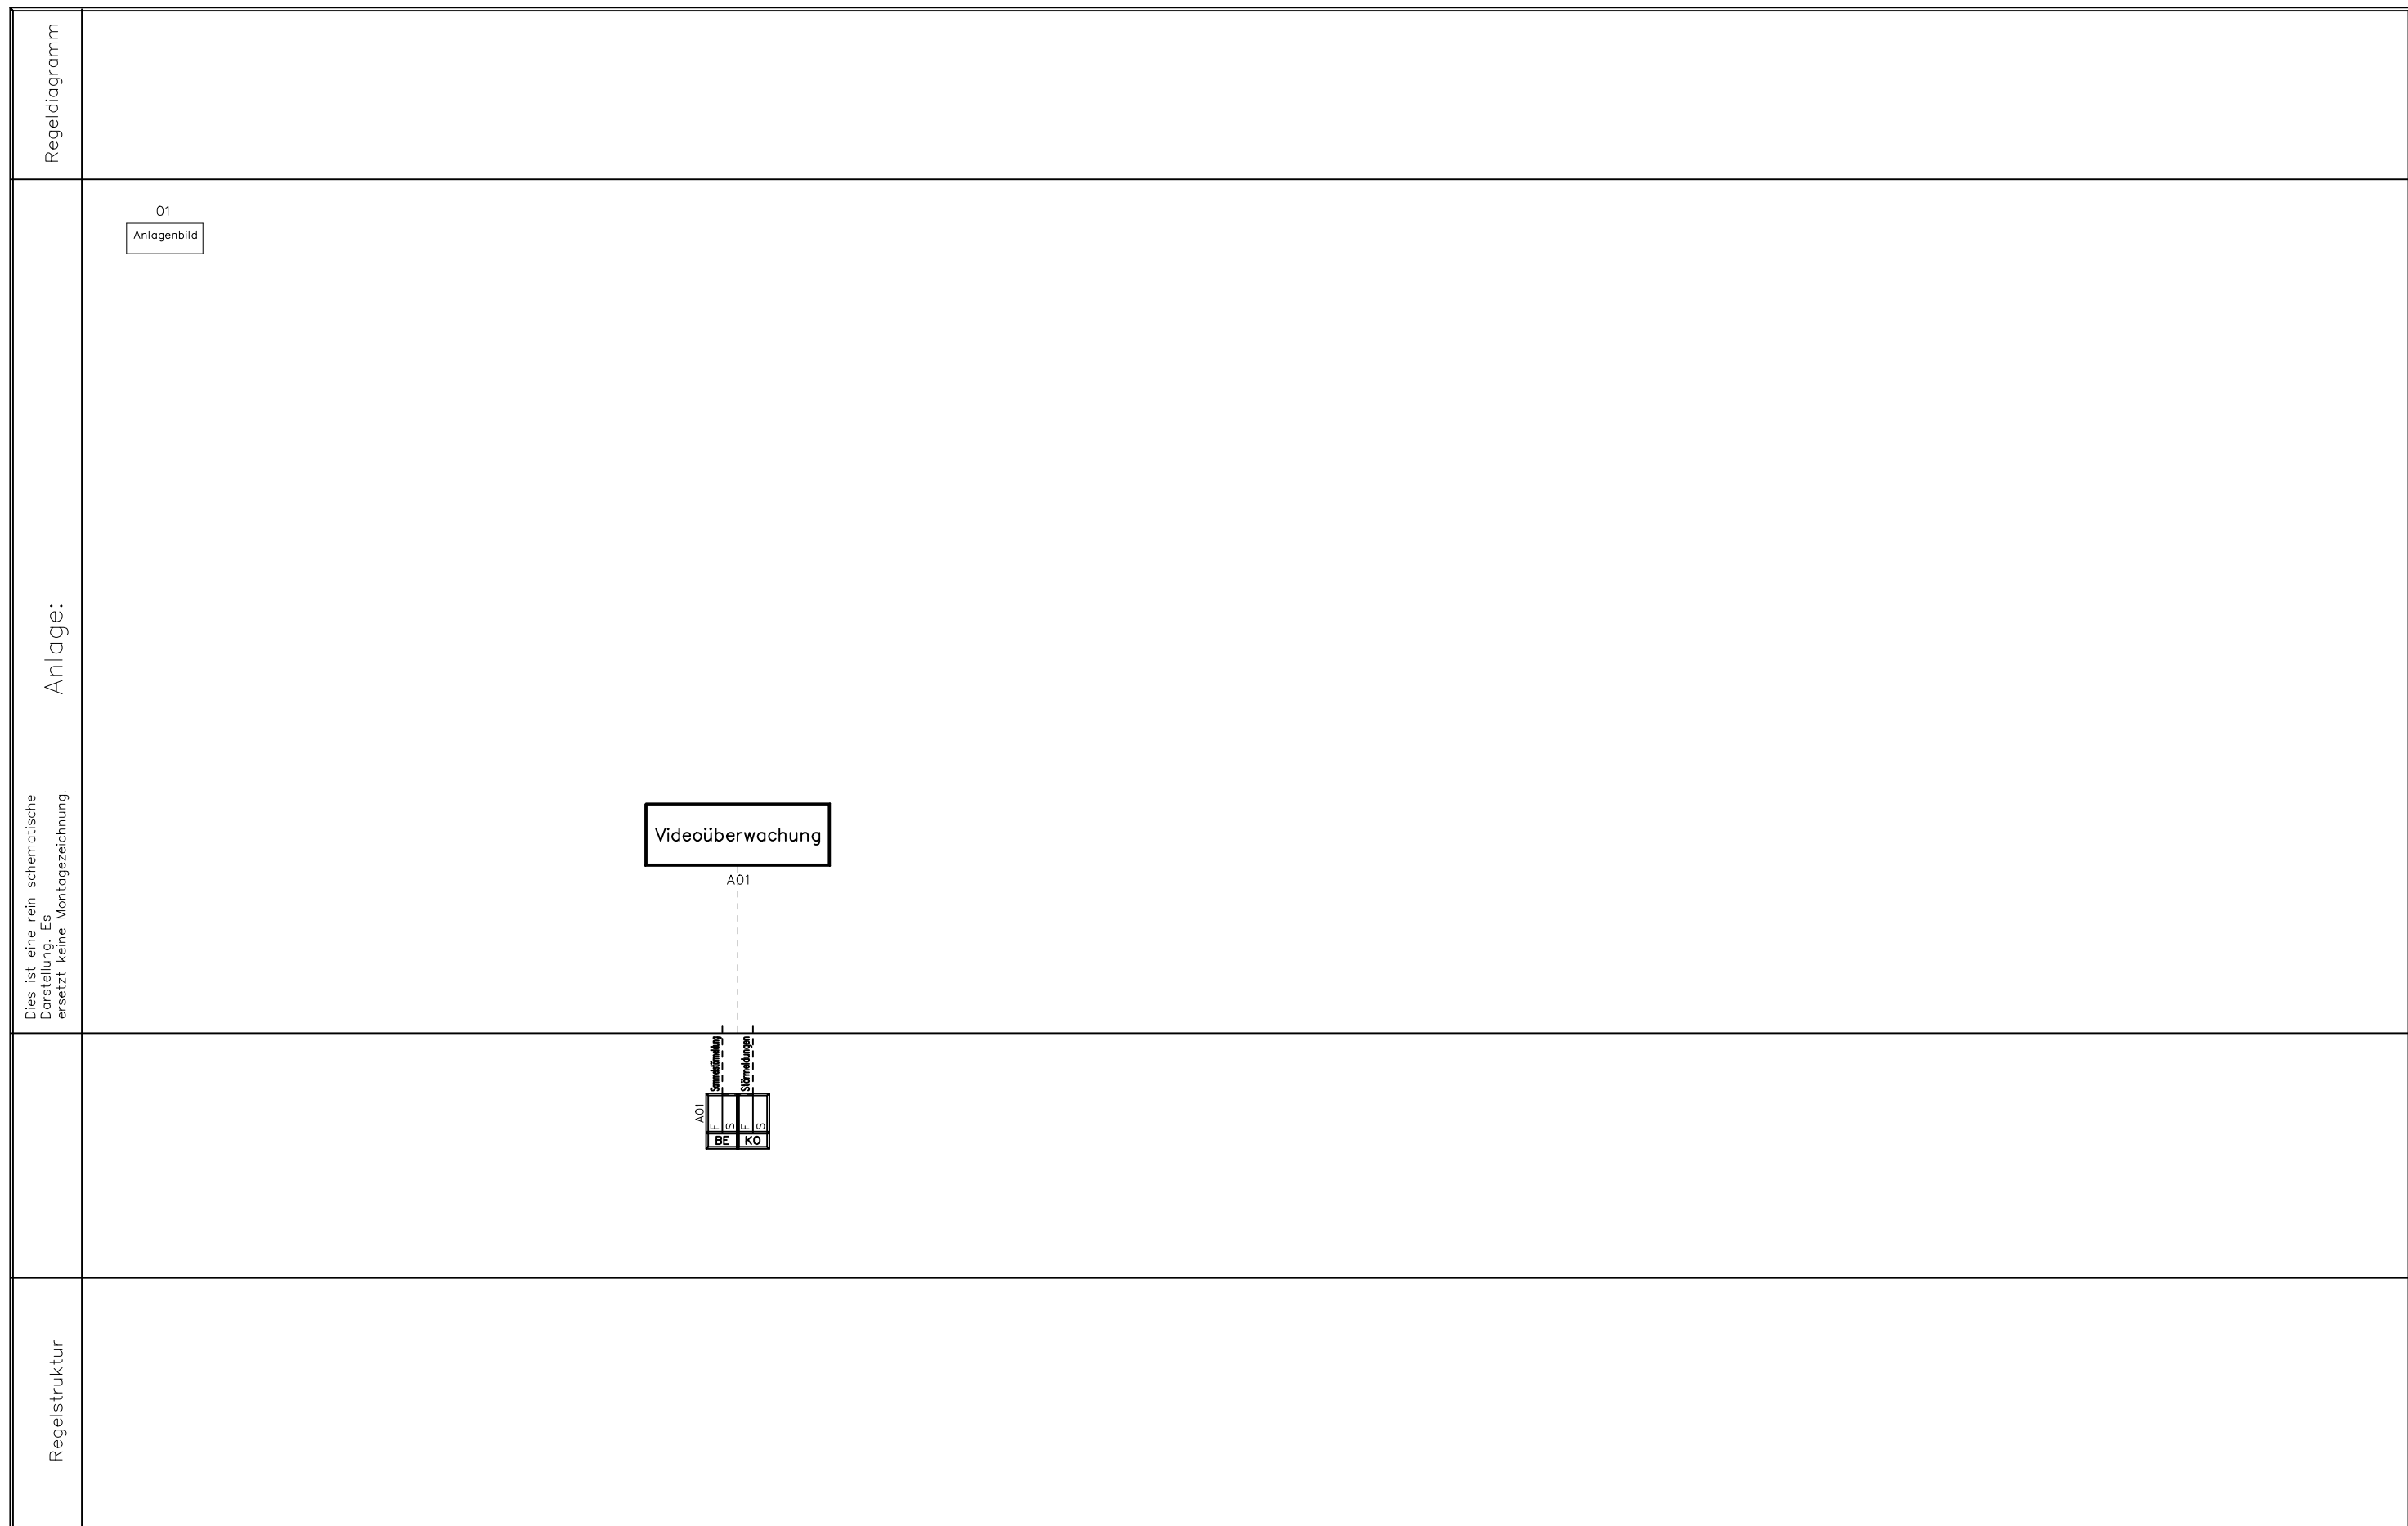 Regeldiagramm
01
Anlagenbild
Anlage:
Videoüberwachung
A01
Dies ist eine rein schematische
Darstellung. Es
ersetzt keine Montagezeichnung.
Störmeldungen
A01
F
S
F
S
BE
KO
Regelstruktur